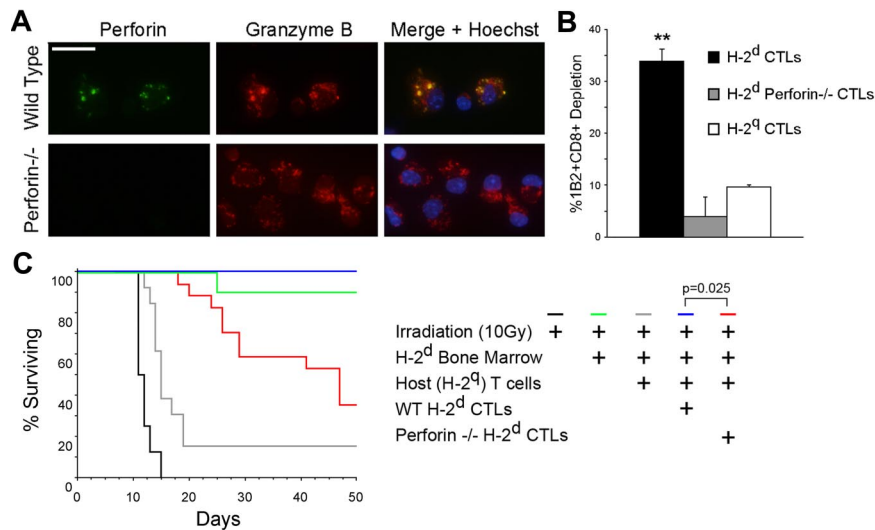 A
Perforin
Granzyme B
Merge + Hoechst
Wild Type
Perforin-/-
B
%1B2+CD8+ Depletion
40
35
30
20
10
0
**
H-2d CTLs
H-2d Perforin-/- CTLs
H-2q CTLs
C
% Surviving
100
80
60
40
20
0
0
10
20
30
40
50
Days
p=0.025
Irradiation (10Gy) + + + + +
H-2d Bone Marrow + + + +
Host (H-2q) T cells + + +
WT H-2d CTLs +
Perforin -/- H-2d CTLs +